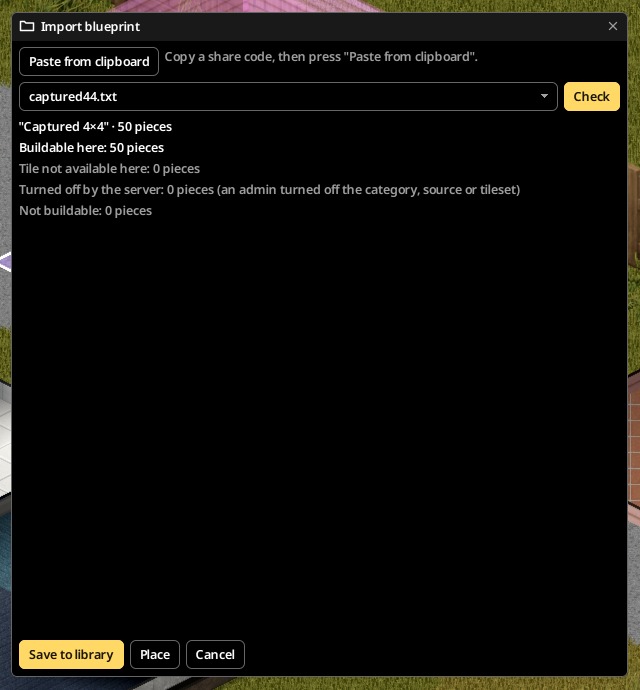 Import blueprint
Paste from clipboard
Copy a share code, then press "Paste from clipboard".
captured44.txt
Check
"Captured 4×4" · 50 pieces
Buildable here: 50 pieces
Tile not available here: 0 pieces
Turned off by the server: 0 pieces (an admin turned off the category, source or tileset)
Not buildable: 0 pieces
Save to library
Place
Cancel